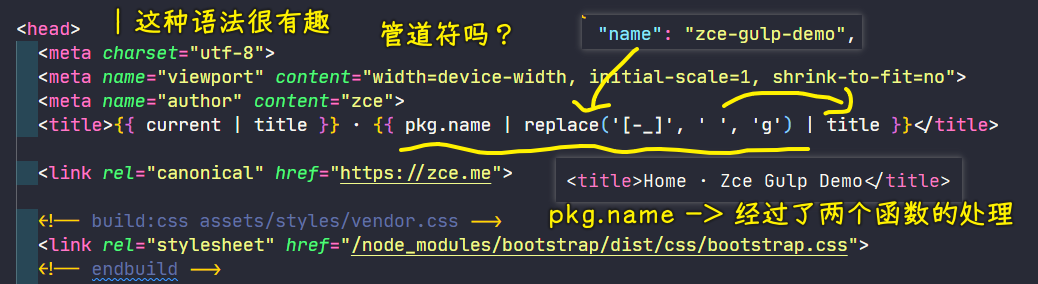 ｜这种语法很有趣
管道符吗？
"name": "zce-gulp-demo",
<head>
<meta charset="utf-8">
<meta name="viewport" content="width=device-width, initial-scale=1, shrink-to-fit=no">
<meta name="author" content="zce">
<title>{{ current | title }} · {{ pkg.name | replace('[-_]', ' ', 'g') | title }}</title>
<link rel="canonical" href="https://zce.me">
<title>Home · Zce Gulp Demo</title>
pkg.name -> 经过了两个函数的处理
<!-- build:css assets/styles/vendor.css -->
<link rel="stylesheet" href="/node_modules/bootstrap/dist/css/bootstrap.css">
<!-- endbuild -->